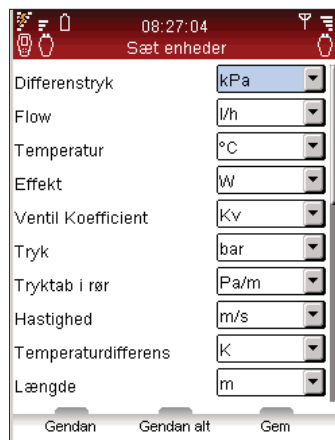 08:27:04
Sæt enheder
Differenstryk kPa
Flow l/h
Temperatur °C
Effekt W
Ventil Koefficient Kv
Tryk bar
Tryktab i rør Pa/m
Hastighed m/s
Temperaturdifferens K
Længde m
Gendan Gendan alt Gem